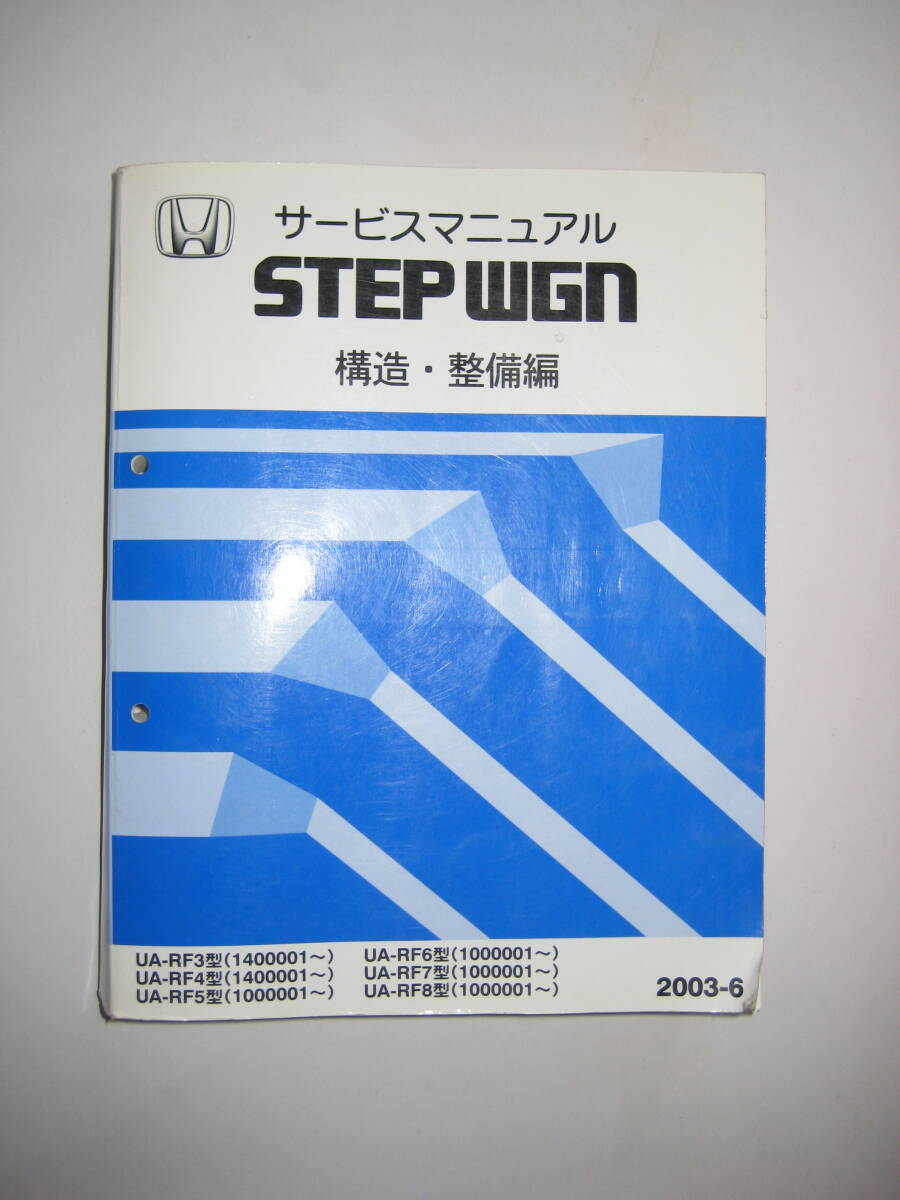 サービスマニュアル
STEP WGN
構造・整備編
UA-RF3型(1400001～)
UA-RF4型(1400001～)
UA-RF5型(1000001～)
UA-RF6型(1000001～)
UA-RF7型(1000001～)
UA-RF8型(1000001～)
2003-6